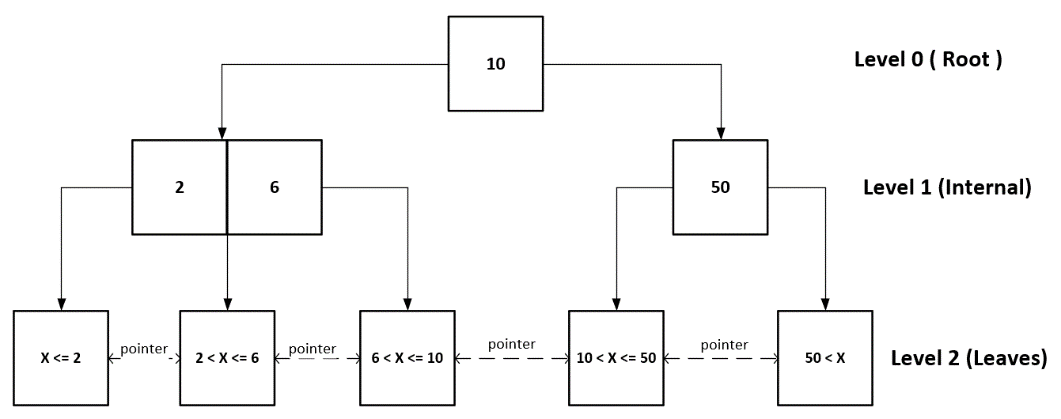 10
Level 0 ( Root )
2
6
50
Level 1 (Internal)
X <= 2
pointer
2 < X <= 6
pointer
6 < X <= 10
pointer
10 < X <= 50
pointer
50 < X
Level 2 (Leaves)